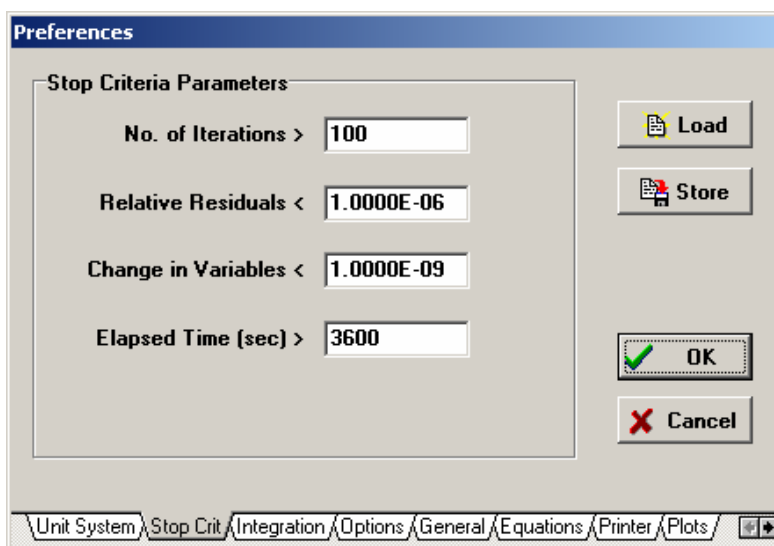 Preferences
Stop Criteria Parameters
No. of Iterations > 100
Relative Residuals < 1.0000E-06
Change in Variables < 1.0000E-09
Elapsed Time (sec) > 3600
Load
Store
OK
Cancel
Unit System Stop Crit Integration Options General Equations Printer Plots